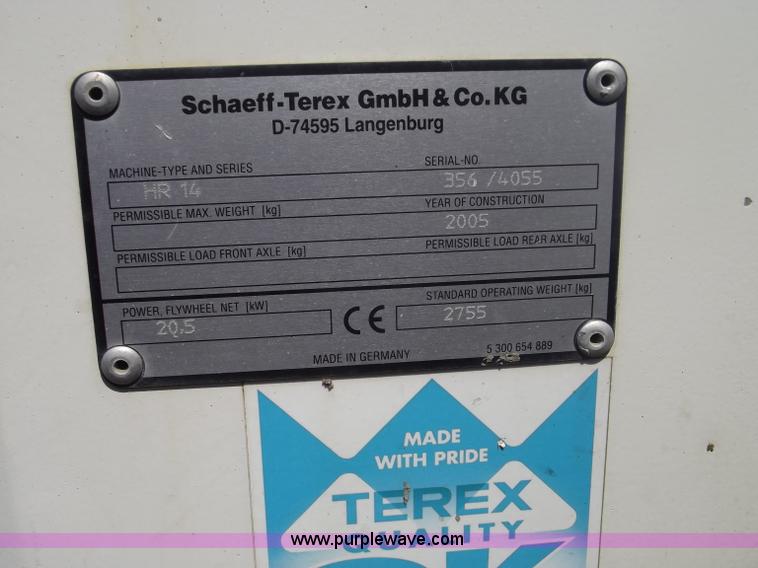 Schaeff-Terex GmbH & Co. KG
D-74595 Langenburg
MACHINE-TYPE AND SERIES SERIAL-NO.
HR 14 356 /4055
PERMISSIBLE MAX. WEIGHT [kg] YEAR OF CONSTRUCTION
/ 2005
PERMISSIBLE LOAD FRONT AXLE [kg] PERMISSIBLE LOAD REAR AXLE [kg]
POWER, FLYWHEEL NET [kW] STANDARD OPERATING WEIGHT [kg]
20,5 CE 2755
MADE IN GERMANY 5 300 654 889
MADE
WITH PRIDE
TEREX
QUALITY
www.purplewave.com